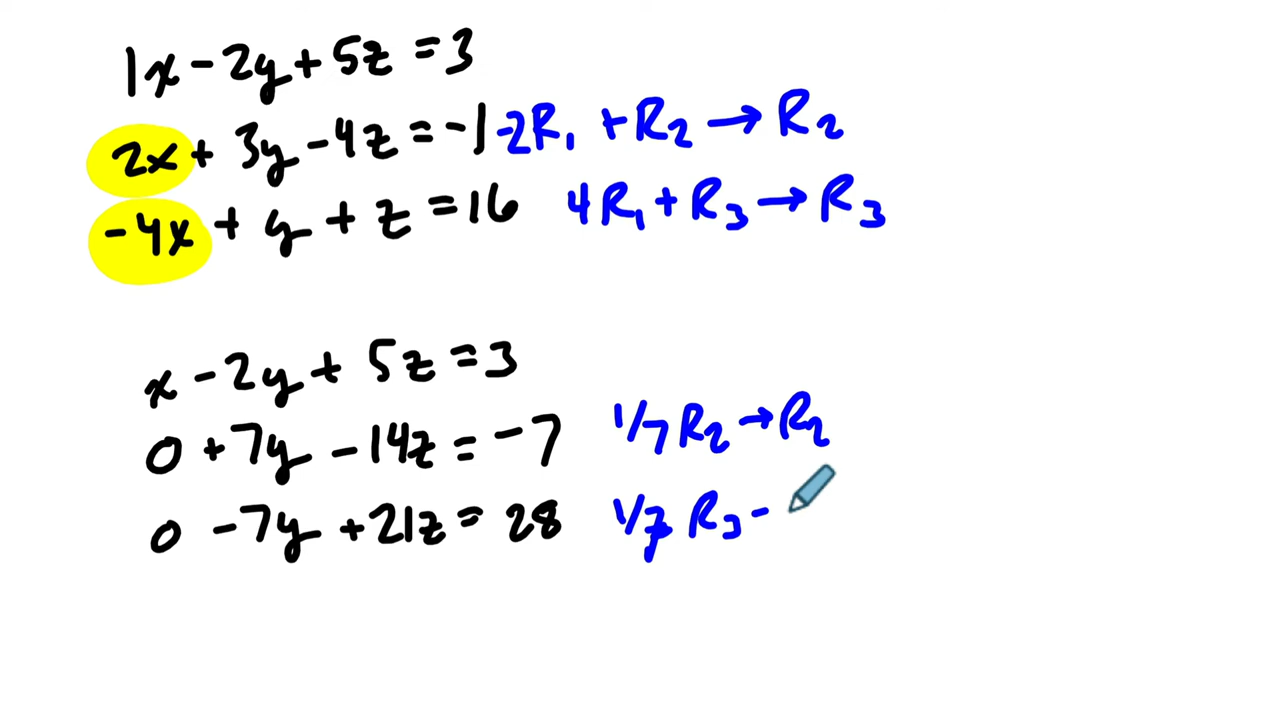 1x - 2y + 5z = 3
2x + 3y - 4z = -1 -2R₁ + R₂ → R₂
-4x + y + z = 16 4R₁ + R₃ → R₃
x - 2y + 5z = 3
0 + 7y - 14z = -7 1/7 R₂ → R₂
0 - 7y + 21z = 28 1/7 R₃ -